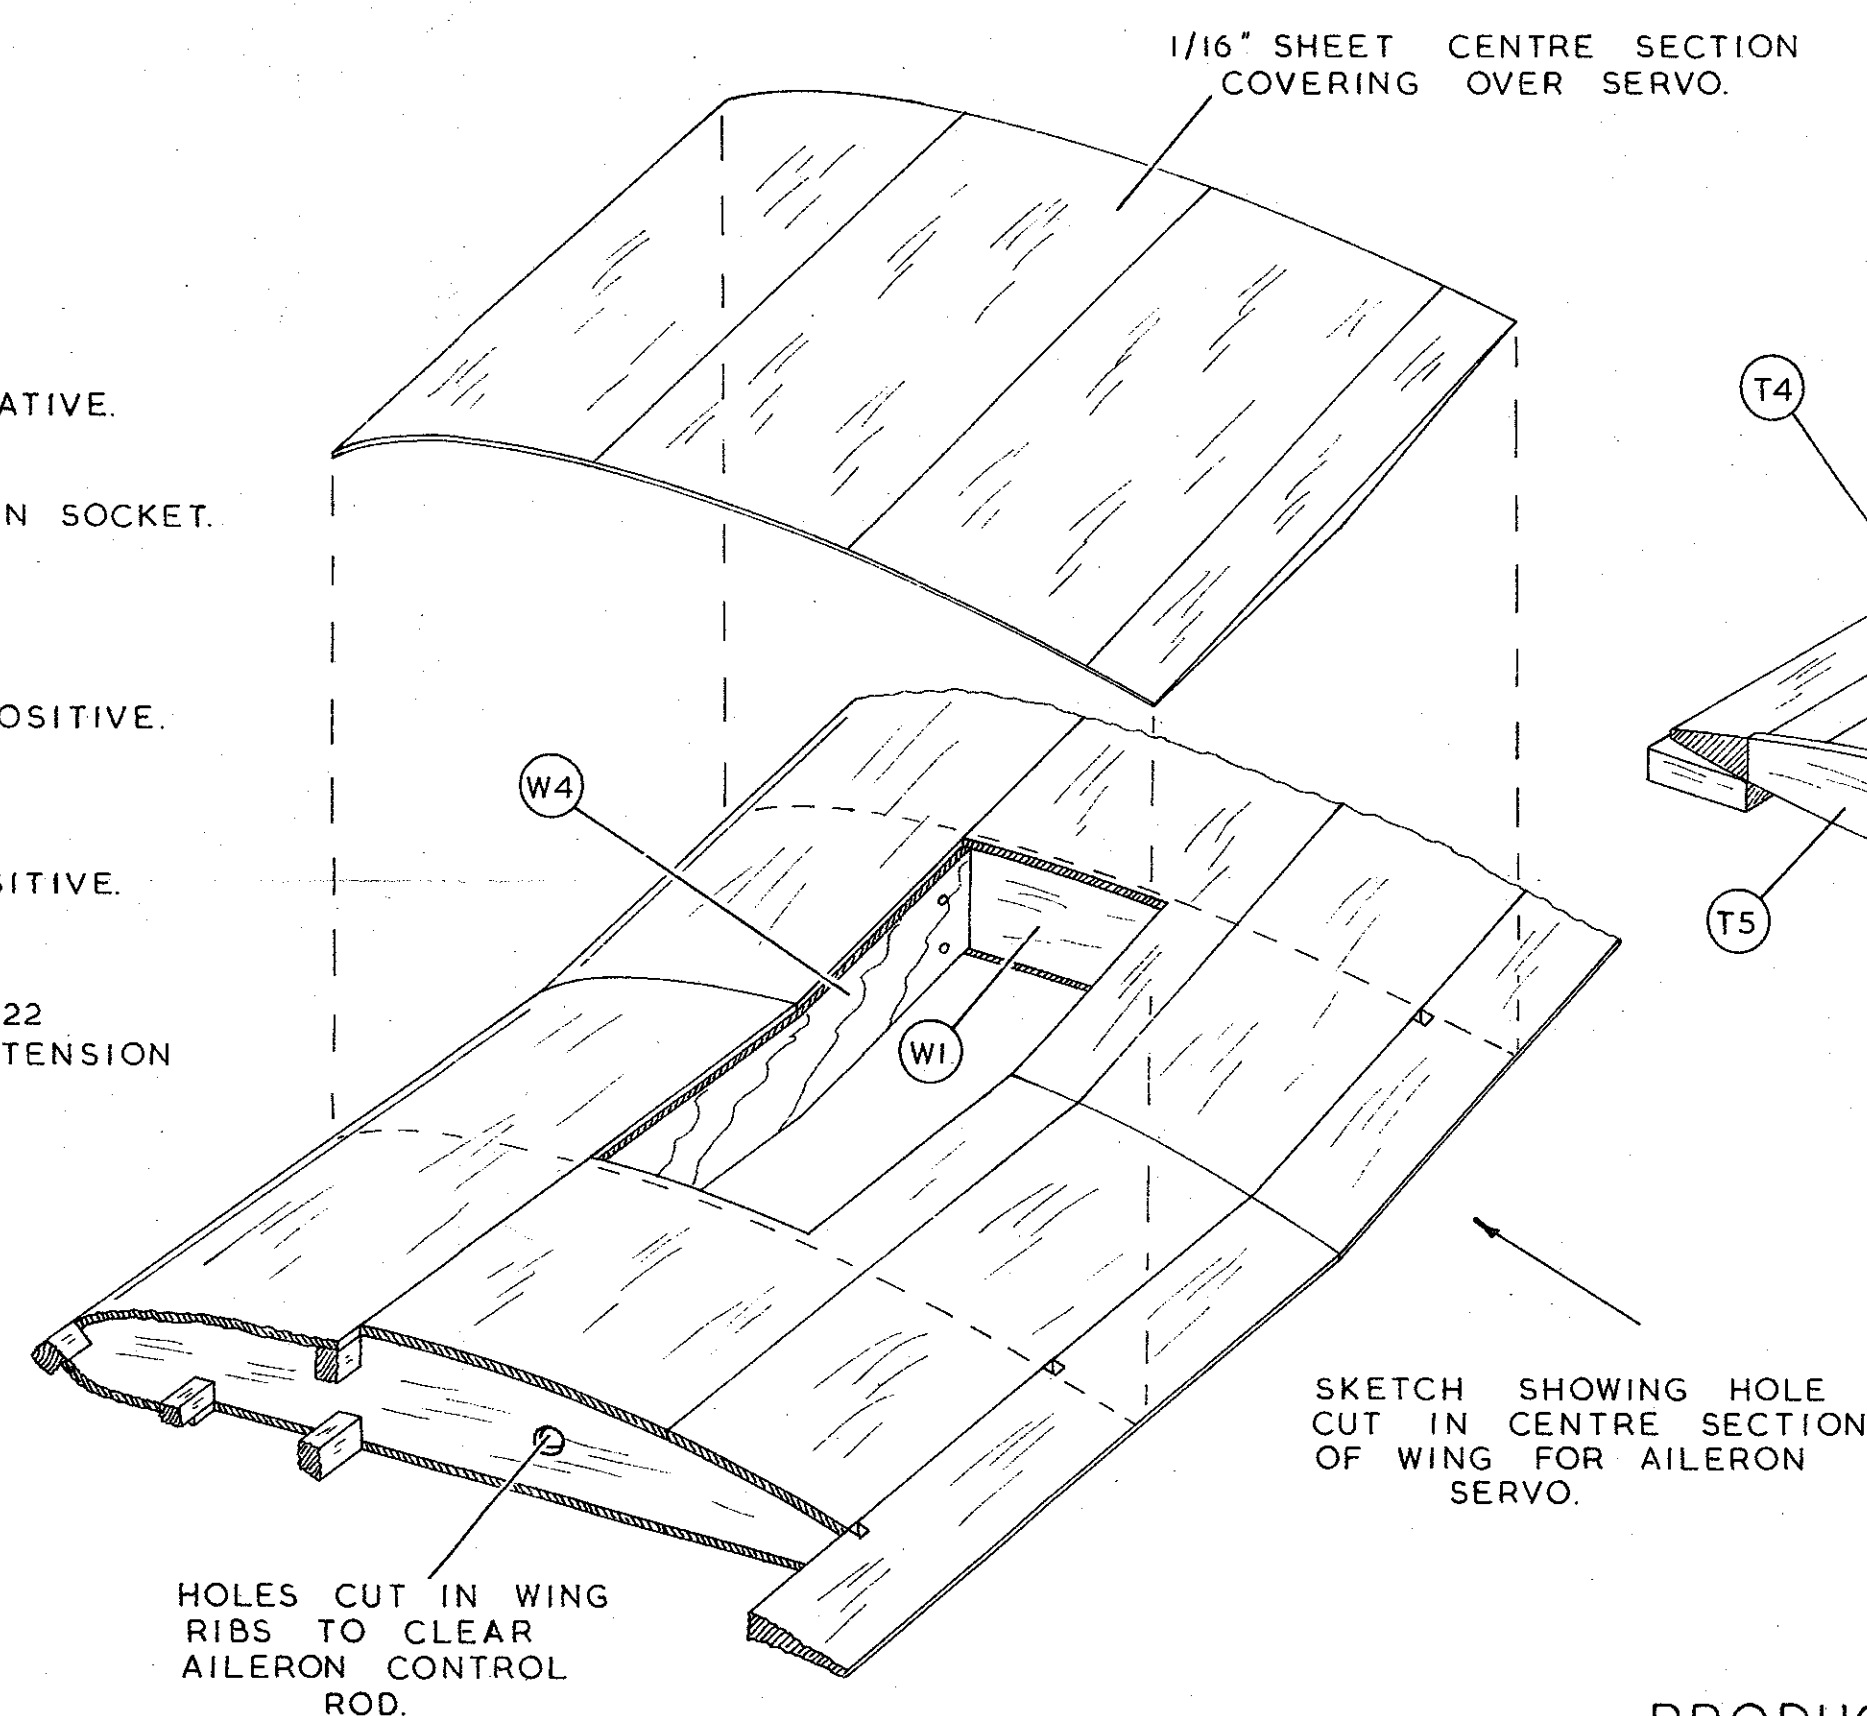 1/16" SHEET CENTRE SECTION
COVERING OVER SERVO.
ATIVE.
T4
N SOCKET.
OSITIVE.
W4
SITIVE.
T5
22
TENSION
W1
SKETCH SHOWING HOLE
CUT IN CENTRE SECTION
OF WING FOR AILERON
SERVO.
HOLES CUT IN WING
RIBS TO CLEAR
AILERON CONTROL
ROD.